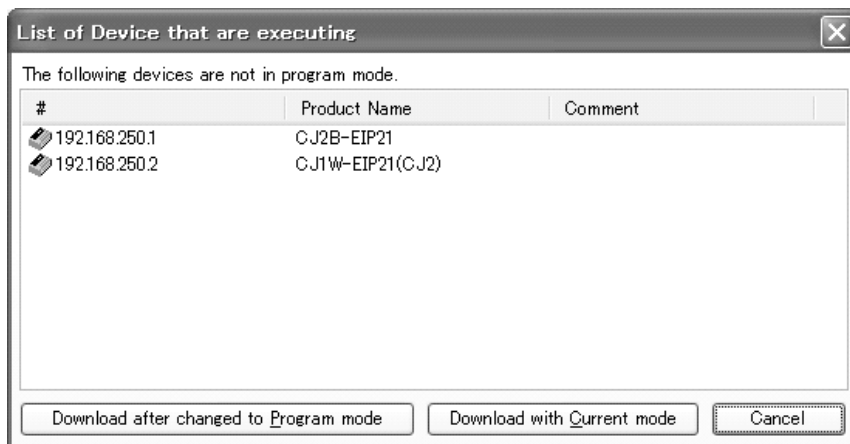 List of Device that are executing
The following devices are not in program mode.
# Product Name Comment
192.168.250.1 CJ2B-EIP21
192.168.250.2 CJ1W-EIP21(CJ2)
Download after changed to Program mode Download with Current mode Cancel